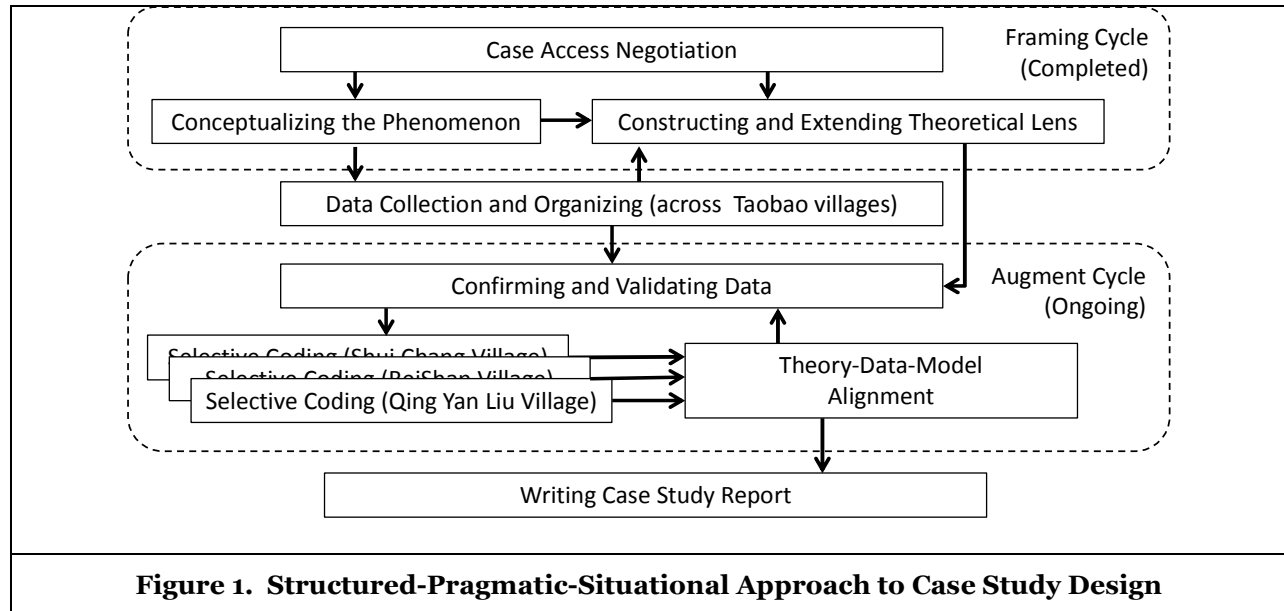 Case Access Negotiation
Framing Cycle
(Completed)
Conceptualizing the Phenomenon
Constructing and Extending Theoretical Lens
Data Collection and Organizing (across Taobao villages)
Confirming and Validating Data
Augment Cycle
(Ongoing)
Selective Coding (Shui Chang Village)
Selective Coding (BeiShan Village)
Selective Coding (Qing Yan Liu Village)
Theory-Data-Model
Alignment
Writing Case Study Report
Figure 1. Structured-Pragmatic-Situational Approach to Case Study Design